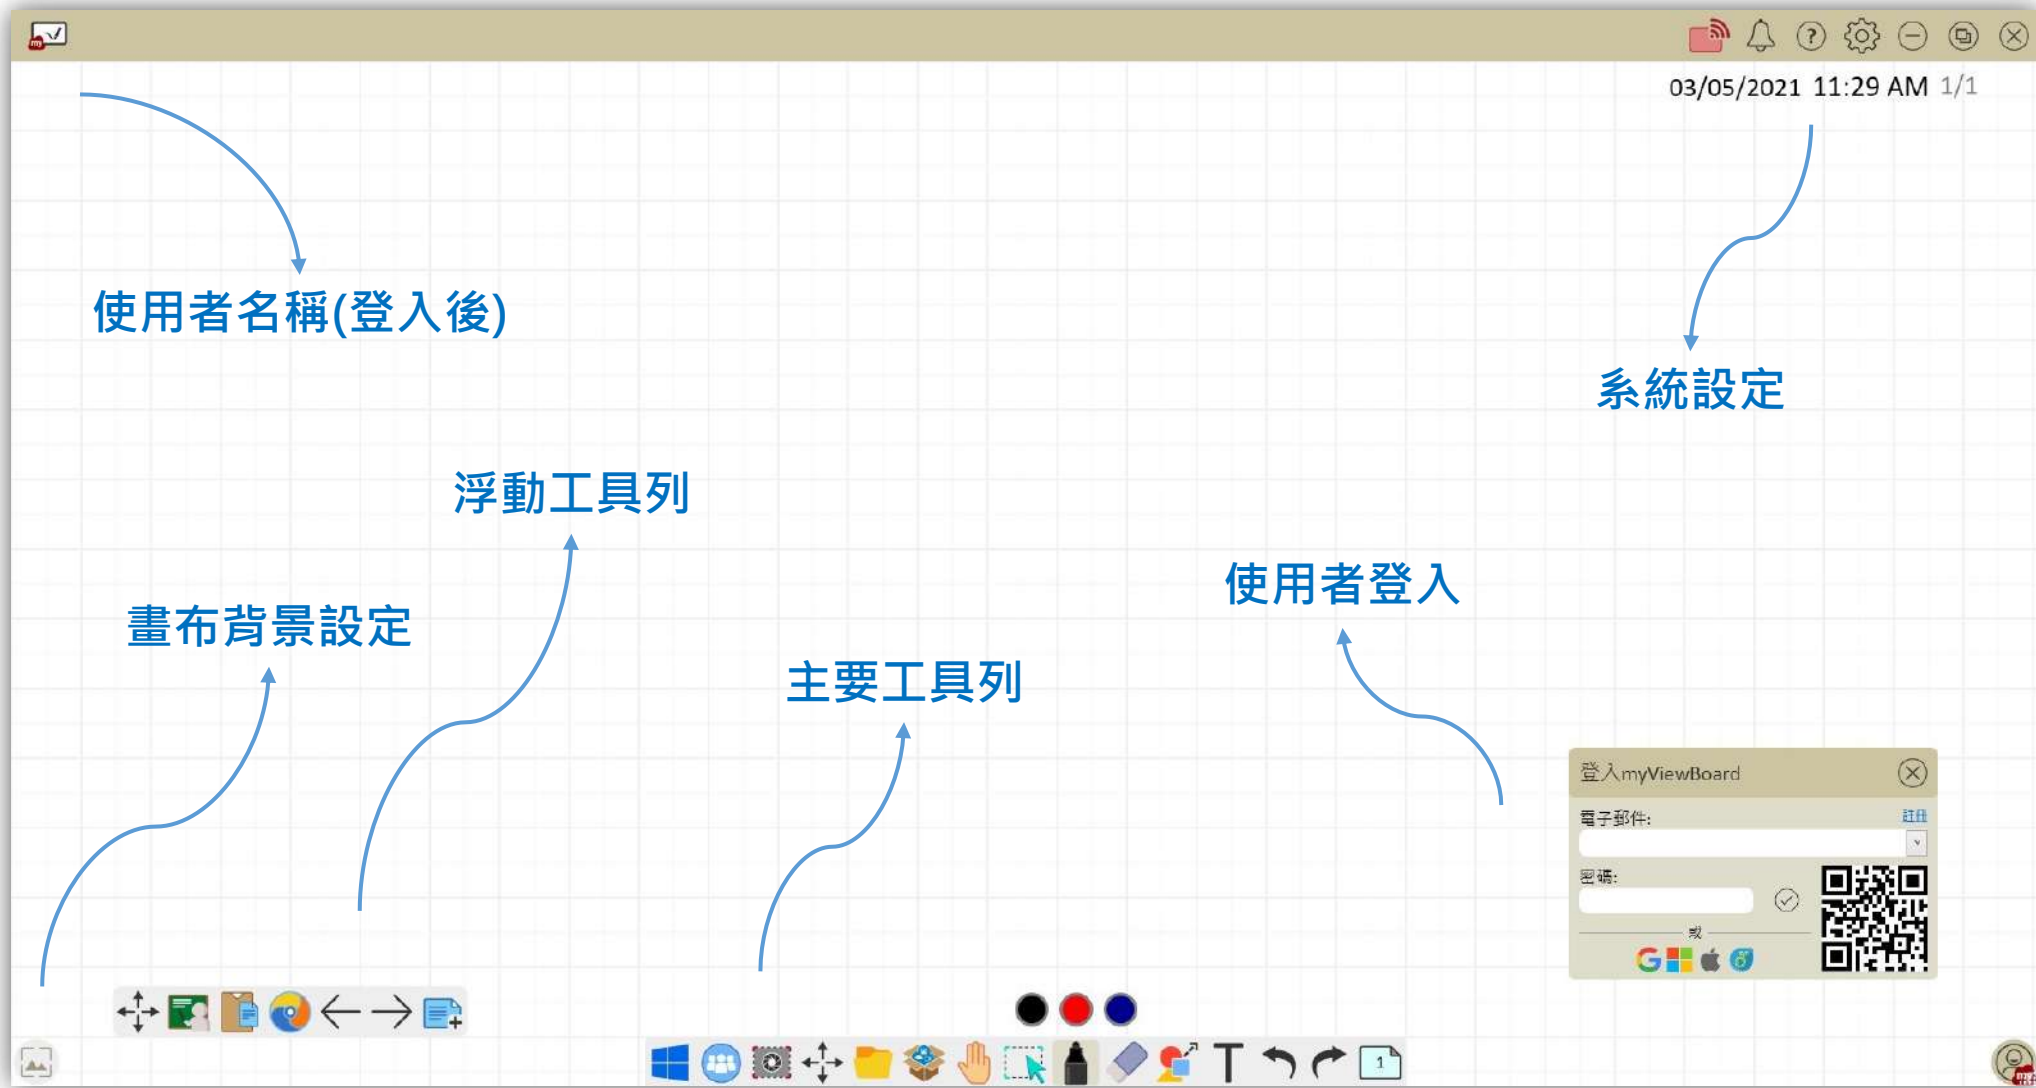 03/05/2021 11:29 AM 1/1
使用者名稱(登入後)
系統設定
浮動工具列
使用者登入
畫布背景設定
主要工具列
登入myViewBoard
電子郵件:
註冊
密碼:
或
1